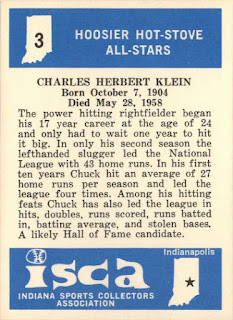 3
HOOSIER HOT-STOVE
ALL-STARS
CHARLES HERBERT KLEIN
Born October 7, 1904
Died May 28, 1958
The power hitting rightfielder began
his 17 year career at the age of 24
and only had to wait one year to hit
it big. In only his second season the
lefthanded slugger led the National
League with 43 home runs. In his first
ten years Chuck hit an average of 27
home runs per season and led the
league four times. Among his hitting
feats Chuck has also led the league in
hits, doubles, runs scored, runs batted
in, batting average, and stolen bases.
A likely Hall of Fame candidate.
isca
INDIANA SPORTS COLLECTORS
ASSOCIATION
Indianapolis